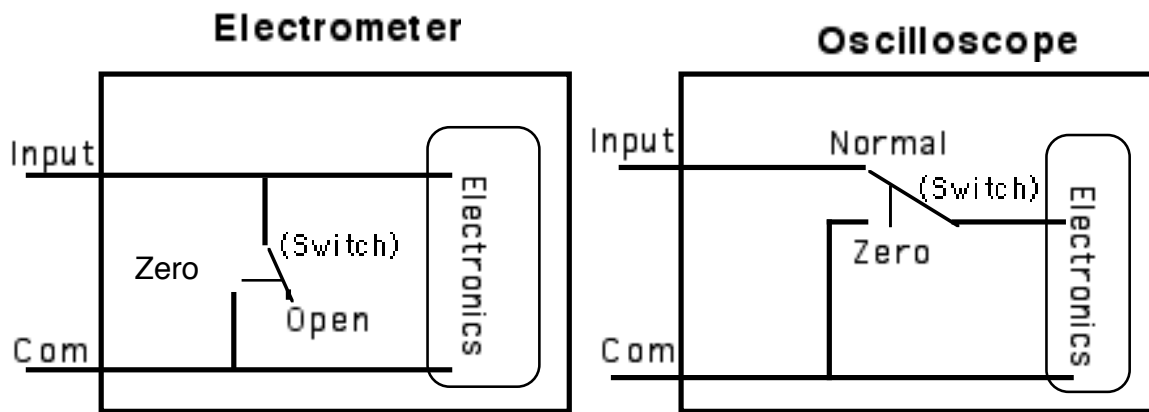 Electrometer
Input
(Switch)
Zero
Open
Com
Electronics
Oscilloscope
Input
Normal
(Switch)
Zero
Com
Electronics